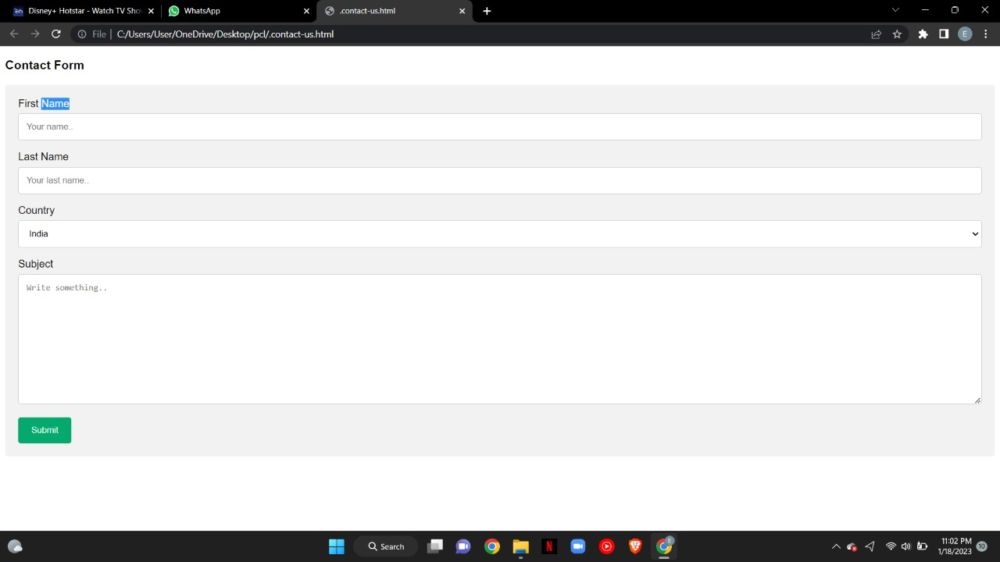 Disney+ Hotstar - Watch TV Sho
WhatsApp
.contact-us.html
File
C:/Users/User/OneDrive/Desktop/pcl/.contact-us.html
E
Contact Form
First Name
Your name..
Last Name
Your last name..
Country
India
Subject
Write something..
Submit
Search
N
E
11:02 PM
1/18/2023
10